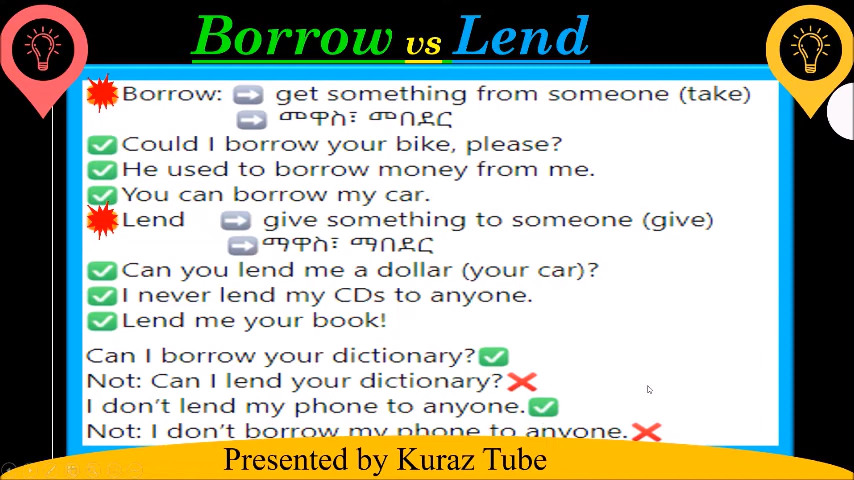 Borrow vs Lend
Borrow: get something from someone (take)
መዋስ፣ መበደር
Could I borrow your bike, please?
He used to borrow money from me.
You can borrow my car.
Lend give something to someone (give)
ማዋስ፣ ማበደር
Can you lend me a dollar (your car)?
I never lend my CDs to anyone.
Lend me your book!
Can I borrow your dictionary?
Not: Can I lend your dictionary?
I don't lend my phone to anyone.
Not: I don't borrow my phone to anyone.
Presented by Kuraz Tube